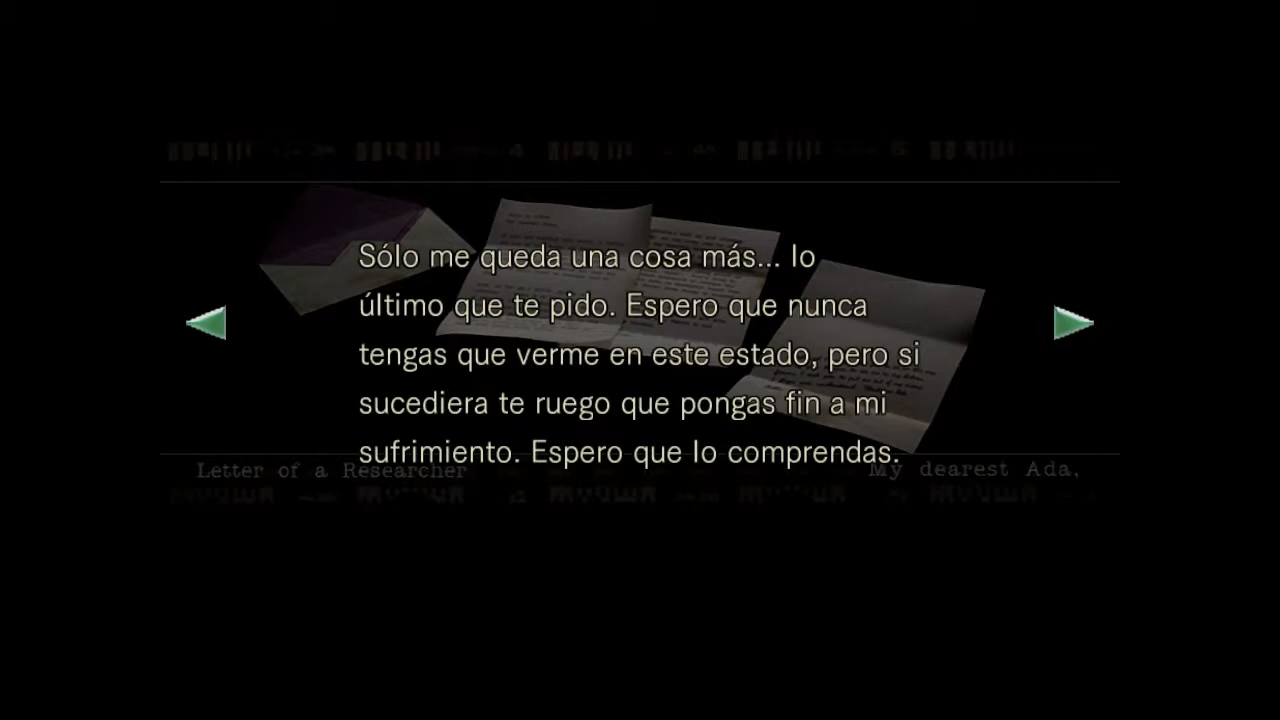 Sólo me queda una cosa más... lo
último que te pido. Espero que nunca
tengas que verme en este estado, pero si
sucediera te ruego que pongas fin a mi
sufrimiento. Espero que lo comprendas.
Letter of a Researcher
My dearest Ada,